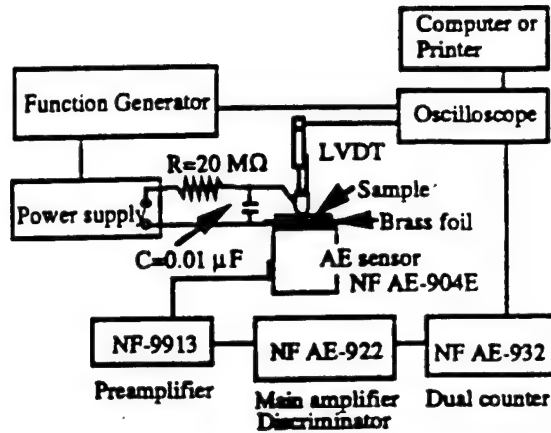 Computer or
Printer
Function Generator
Oscilloscope
LVDT
R=20 MΩ
Sample
Power supply
Brass foil
C=0.01 μF
AE sensor
NF AE-904E
NF-9913
NF AE-922
NF AE-932
Preamplifier
Main amplifier
Discriminator
Dual counter